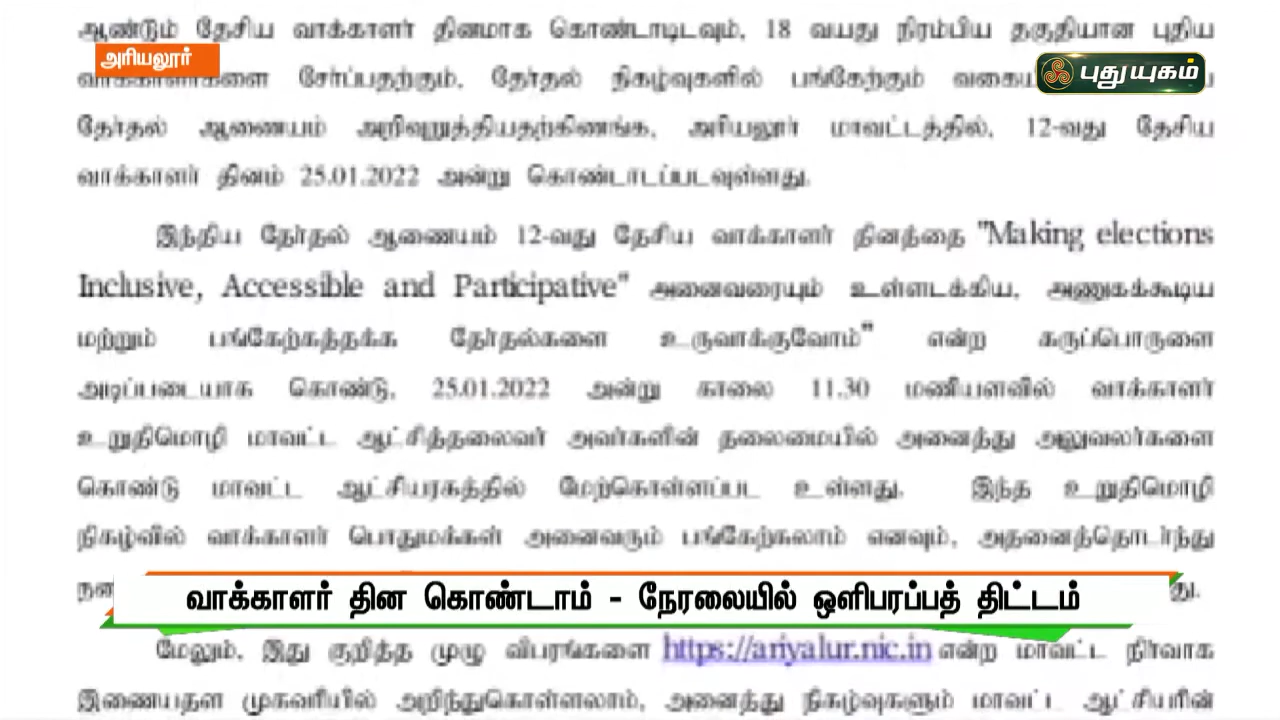 ஆண்டும் தேசிய வாக்காளர் தினமாக கொண்டாடிடவும், 18 வயது நிரம்பிய தகுதியான புதிய
அரியலூர்
புதுயுகம்
சேர்ப்பதற்கும், தேர்தல் நிகழ்வுகளில் பங்கேற்கும்
தேர்தல் ஆணையம் அறிவுறுத்தியதற்கிணங்க, அரியலூர் மாவட்டத்தில், 12-வது தேசிய
வாக்காளர் தினம் 25.01.2022 அன்று கொண்டாடப்படவுள்ளது.
இந்திய தேர்தல் ஆணையம் 12-வது தேசிய வாக்காளர் தினத்தை "Making elections
Inclusive, Accessible and Participative" அனைவரையும் உள்ளடக்கிய, அணுகக்கூடிய
மற்றும் பங்கேற்கத்தக்க தேர்தல்களை உருவாக்குவோம்" என்ற கருப்பொருளை
அடிப்படையாக கொண்டு, 25.01.2022 அன்று காலை 11.30 மணியளவில் வாக்காளர்
உறுதிமொழி மாவட்ட ஆட்சித்தலைவர் அவர்களின் தலைமையில் அனைத்து அலுவலர்களை
கொண்டு மாவட்ட ஆட்சியரகத்தில் மேற்கொள்ளப்பட உள்ளது. இந்த உறுதிமொழி
நிகழ்வில் வாக்காளர் பொதுமக்கள் அனைவரும் பங்கேற்கலாம் எனவும், அதனைத்தொடர்ந்து
வாக்காளர் தின கொண்டாம் - நேரலையில் ஒளிபரப்பத் திட்டம்
மேலும், இது குறித்த முழு விபரங்களை https://ariyalur.nic.in என்ற மாவட்ட நிர்வாக
இணையதள முகவரியில் அறிந்துகொள்ளலாம், அனைத்து நிகழ்வுகளும் மாவட்ட ஆட்சியரின்